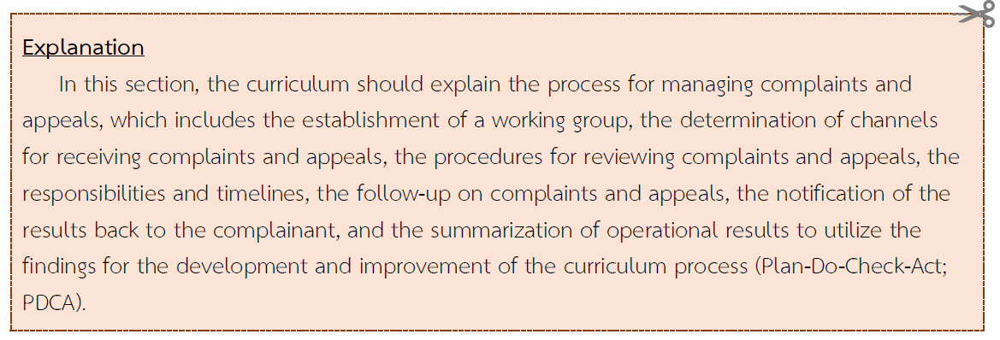 Explanation
In this section, the curriculum should explain the process for managing complaints and
appeals, which includes the establishment of a working group, the determination of channels
for receiving complaints and appeals, the procedures for reviewing complaints and appeals, the
responsibilities and timelines, the follow-up on complaints and appeals, the notification of the
results back to the complainant, and the summarization of operational results to utilize the
findings for the development and improvement of the curriculum process (Plan-Do-Check-Act;
PDCA).